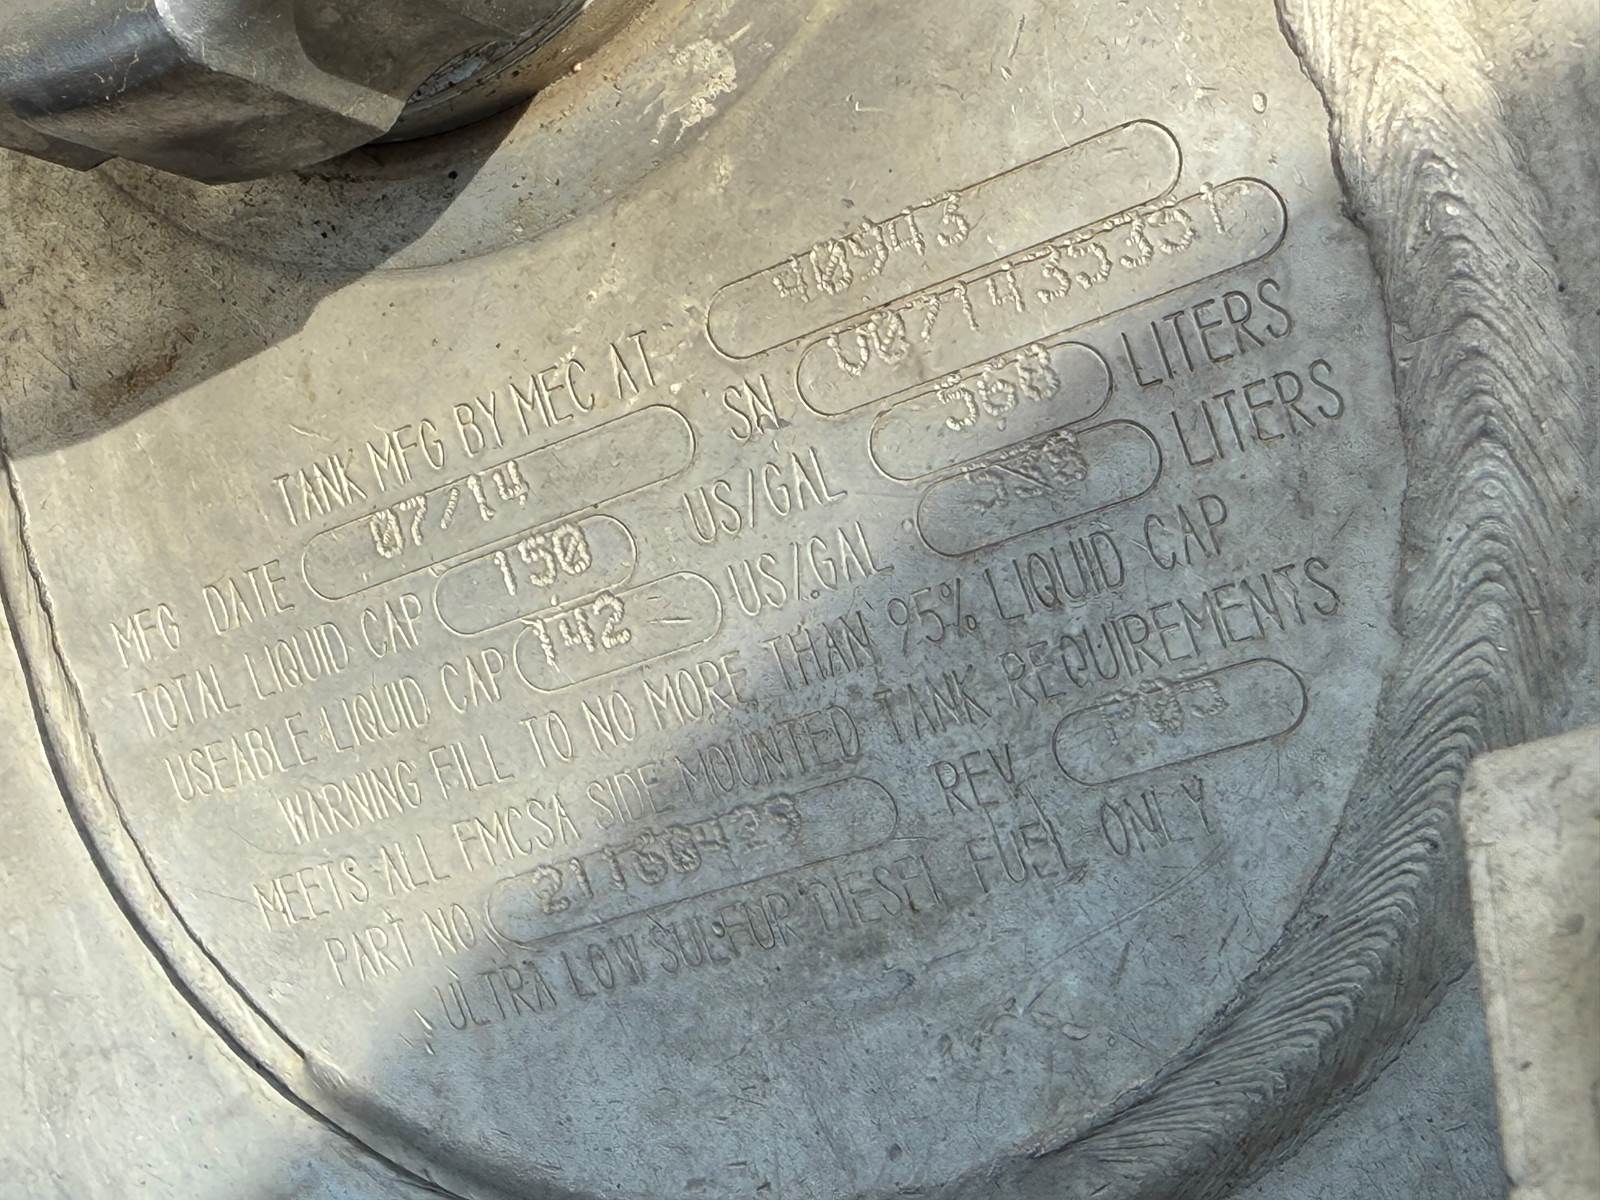 TANK MFG BY MEC AT 40943
MFG DATE 07/14 SN
TOTAL LIQUID CAP 150 US/GAL 568 LITERS
USEABLE LIQUID CAP 142 US/GAL LITERS
WARNING FILL TO NO MORE THAN 95% LIQUID CAP
MEETS ALL FMCSA SIDE MOUNTED TANK REQUIREMENTS
PART NO REV
ULTRA LOW SULFUR DIESEL FUEL ONLY